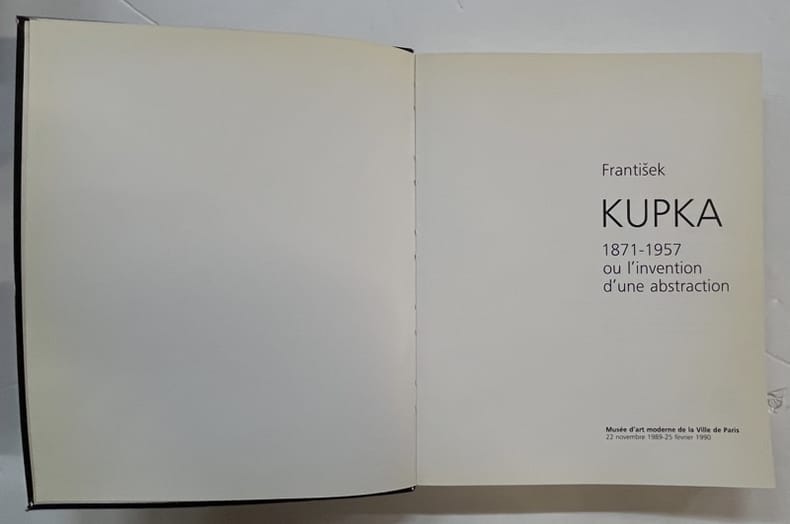 František
KUPKA
1871-1957
ou l'invention
d'une abstraction
Musée d'art moderne de la Ville de Paris
22 novembre 1989-25 février 1990